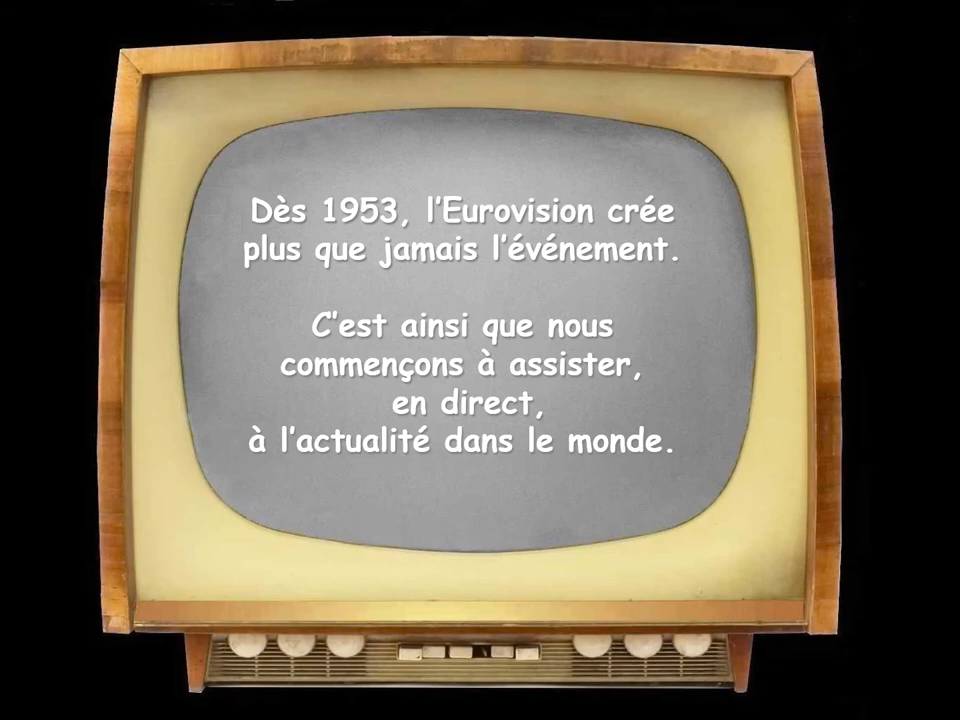 Dès 1953, l’Eurovision crée
plus que jamais l’événement.
C’est ainsi que nous
commençons à assister,
en direct,
à l’actualité dans le monde.